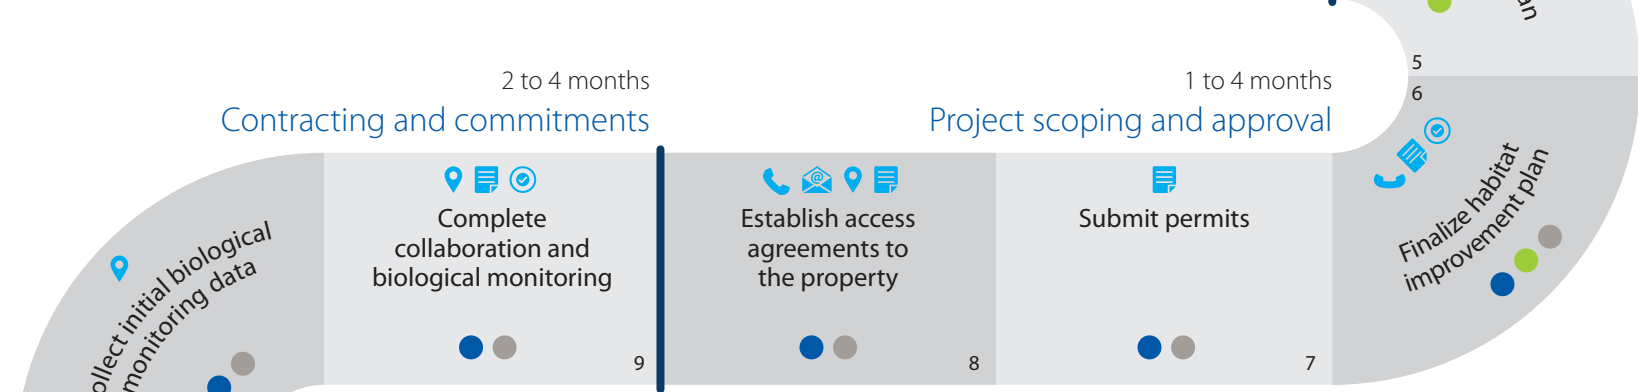 an
5
6
1 to 4 months
Project scoping and approval
2 to 4 months
Contracting and commitments
Finalize habitat
improvement plan
Submit permits
7
Establish access
agreements to
the property
8
Complete
collaboration and
biological monitoring
9
ollect initial biological
monitoring data